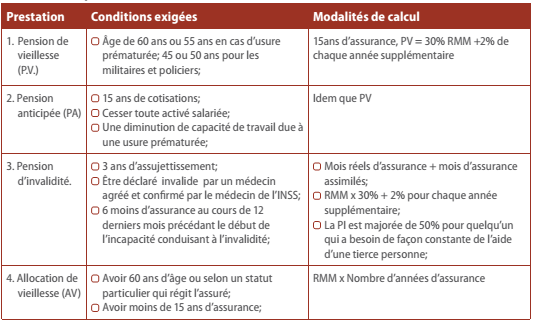 Prestation
Conditions exigées
Modalités de calcul
1. Pension de
vieillesse
(P.V.)
Âge de 60 ans ou 55 ans en cas d'usure
prématurée; 45 ou 50 ans pour les
militaires et policiers;
15ans d'assurance, PV = 30% RMM +2% de
chaque année supplémentaire
2. Pension
anticipée (PA)
15 ans de cotisations;
Cesser toute activé salariée;
Une diminution de capacité de travail due à
une usure prématurée;
Idem que PV
3. Pension
d'invalidité.
3 ans d'assujettissement;
Être déclaré invalide par un médecin
agréé et confirmé par le médecin de l'INSS;
6 moins d'assurance au cours de 12
derniers mois précédant le début de
l'incapacité conduisant à l'invalidité;
Mois réels d'assurance + mois d'assurance
assimilés;
RMM x 30% + 2% pour chaque année
supplémentaire;
La PI est majorée de 50% pour quelqu'un
qui a besoin de façon constante de l'aide
d'une tierce personne;
4. Allocation de
vieillesse (AV)
Avoir 60 ans d'âge ou selon un statut
particulier qui régit l'assuré;
Avoir moins de 15 ans d'assurance;
RMM x Nombre d'années d'assurance